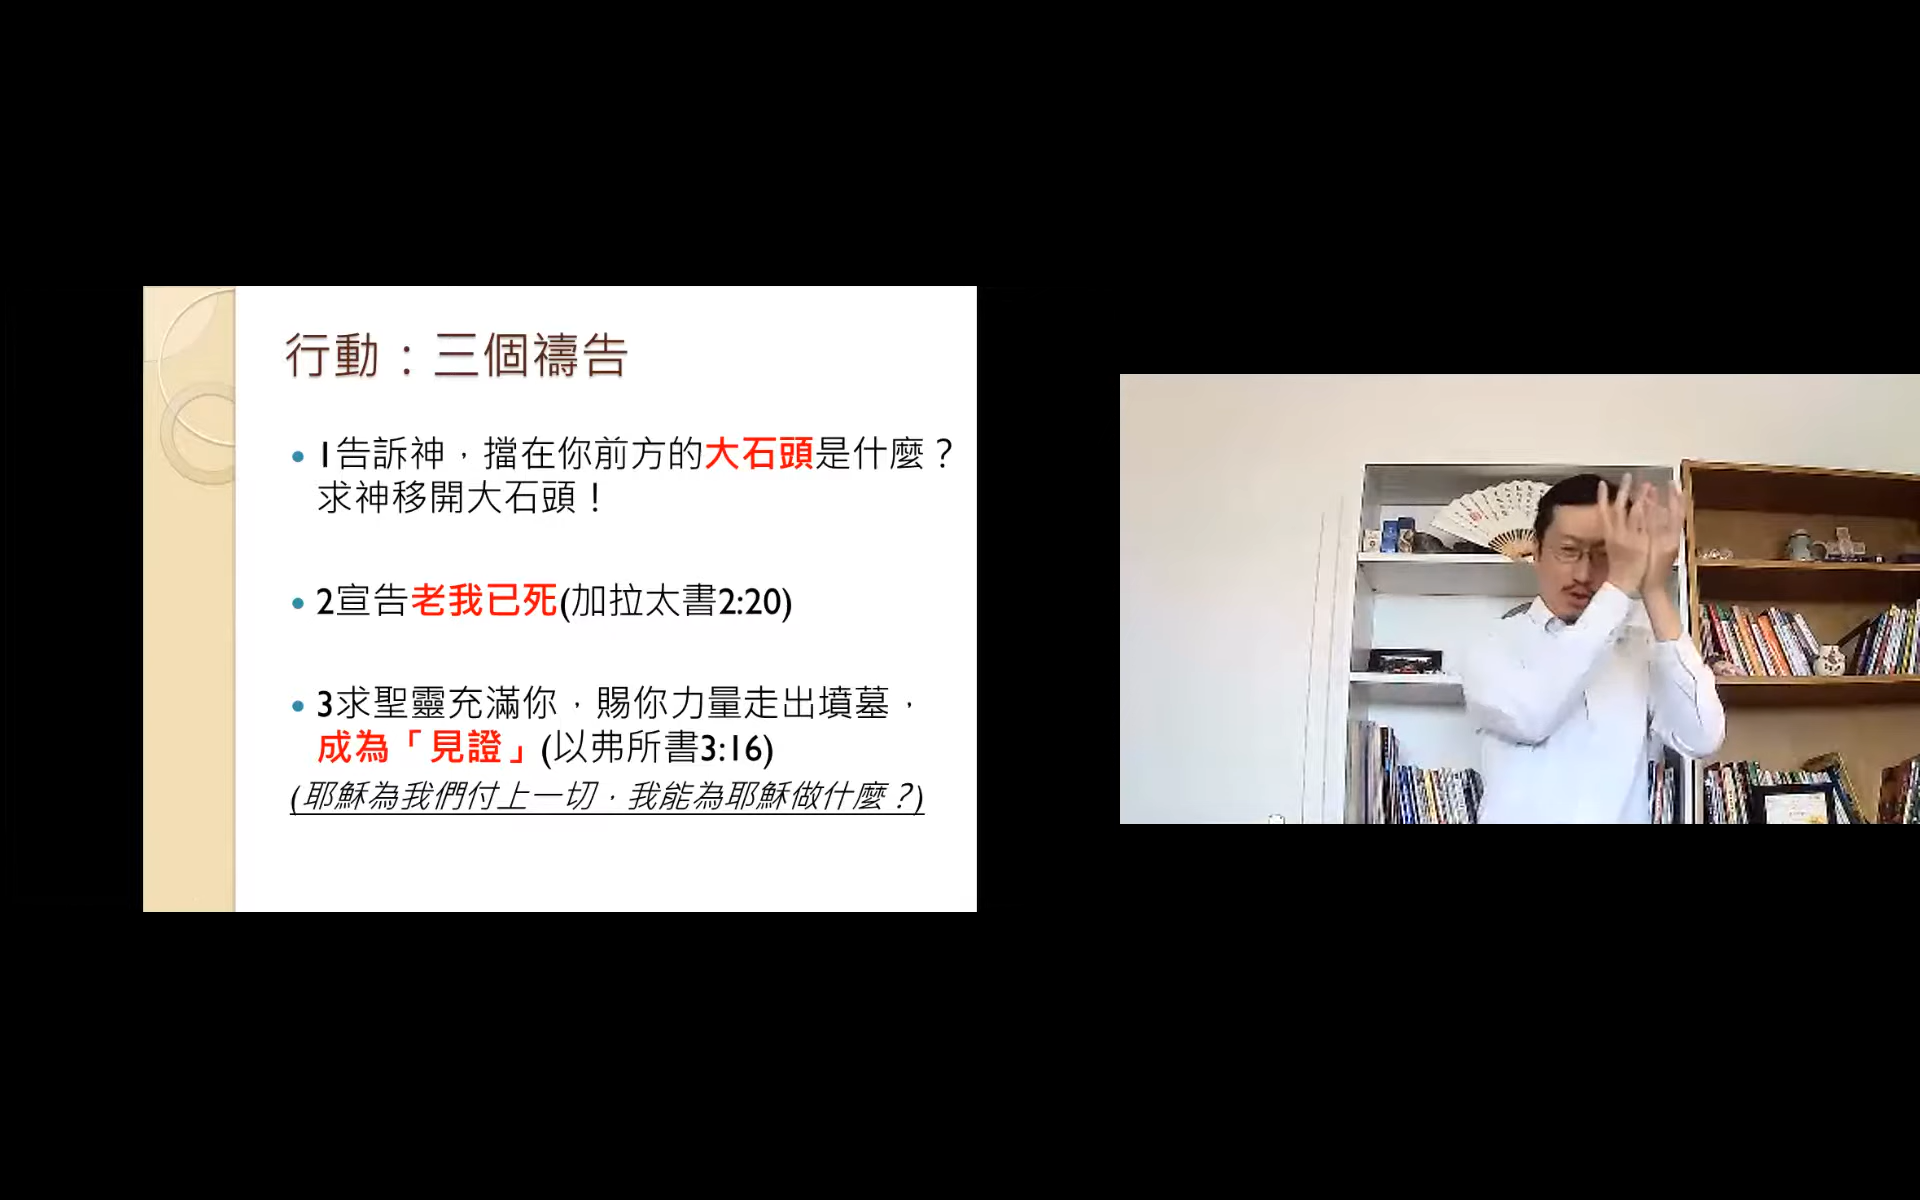 行動：三個禱告
• 1告訴神，擋在你前方的大石頭是什麼？
求神移開大石頭！
• 2宣告老我已死(加拉太書2:20)
• 3求聖靈充滿你，賜你力量走出墳墓，
成為「見證」(以弗所書3:16)
(耶穌為我們付上一切，我能為耶穌做什麼？)